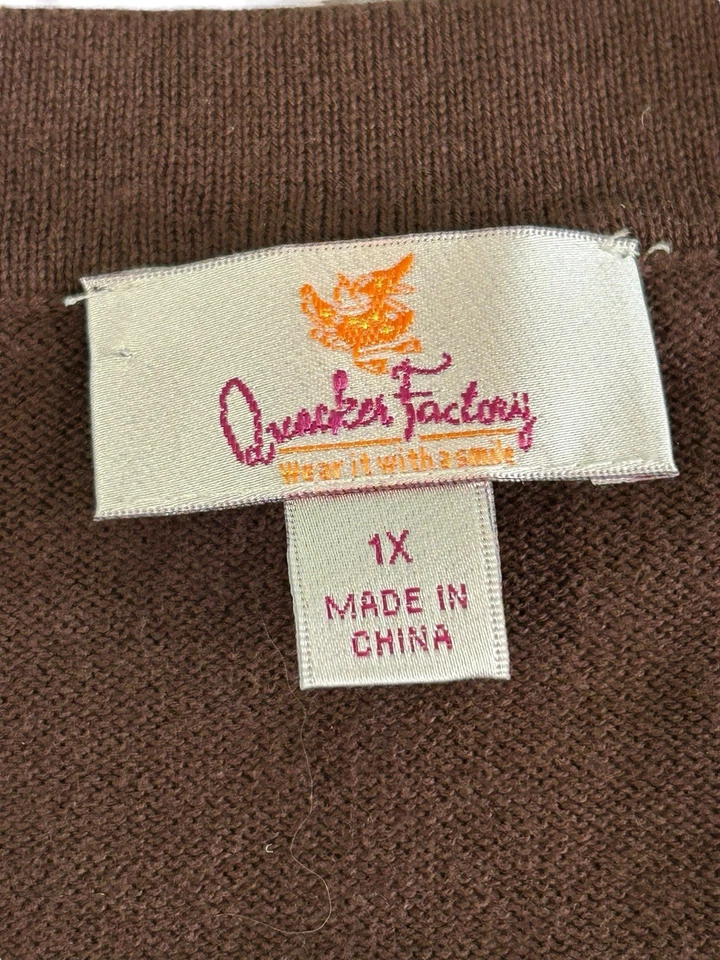 Quacker Factory
Wear it with a smile
1X
MADE IN
CHINA